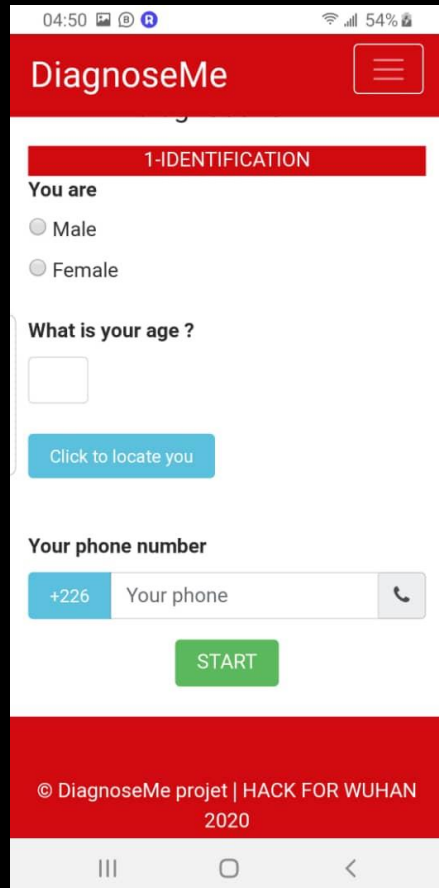 04:50
54%
DiagnoseMe
1-IDENTIFICATION
You are
Male
Female
What is your age ?
Click to locate you
Your phone number
+226 Your phone
START
© DiagnoseMe projet | HACK FOR WUHAN
2020